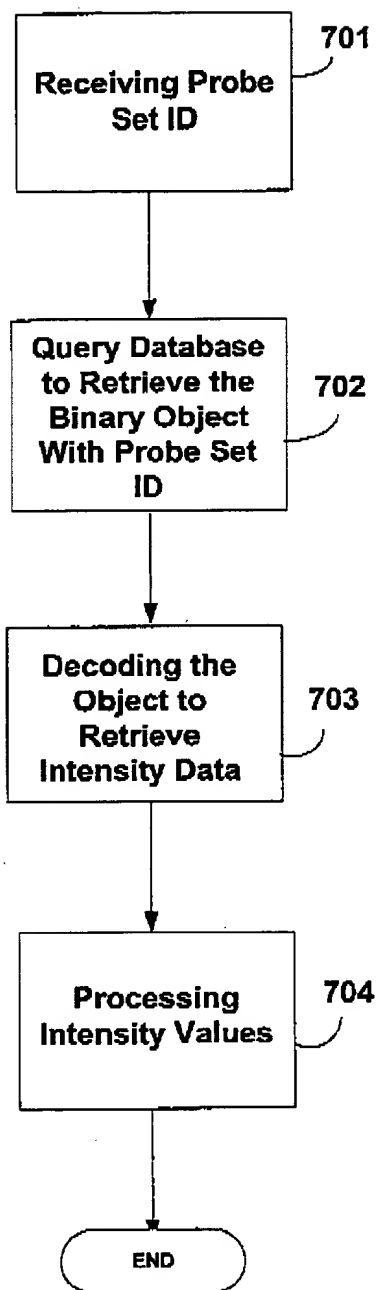 701
Receiving Probe
Set ID
Query Database
to Retrieve the
Binary Object
With Probe Set
ID
702
Decoding the
Object to
Retrieve
Intensity Data
703
Processing
Intensity Values
704
END